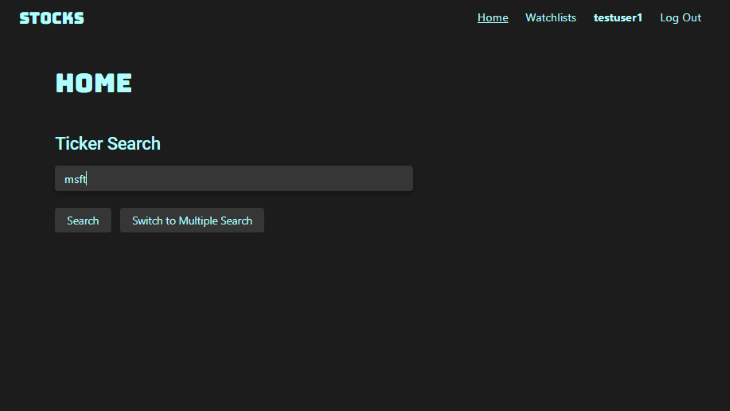 STOCKS
Home Watchlists testuser1 Log Out
HOME
Ticker Search
msft
Search Switch to Multiple Search